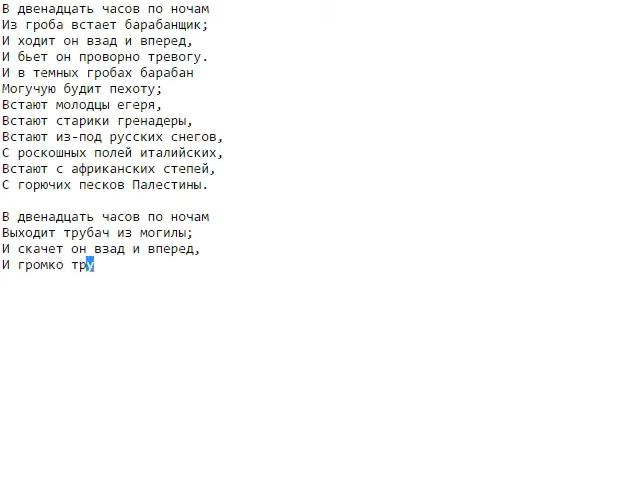 В двенадцать часов по ночам
Из гроба встает барабанщик;
И ходит он взад и вперед,
И бьет он проворно тревогу.
И в темных гробах барабан
Могучую будит пехоту;
Встают молодцы егеря,
Встают старики гренадеры,
Встают из-под русских снегов,
С роскошных полей италийских,
Встают с африканских степей,
С горючих песков Палестины.

В двенадцать часов по ночам
Выходит трубач из могилы;
И скачет он взад и вперед,
И громко тру